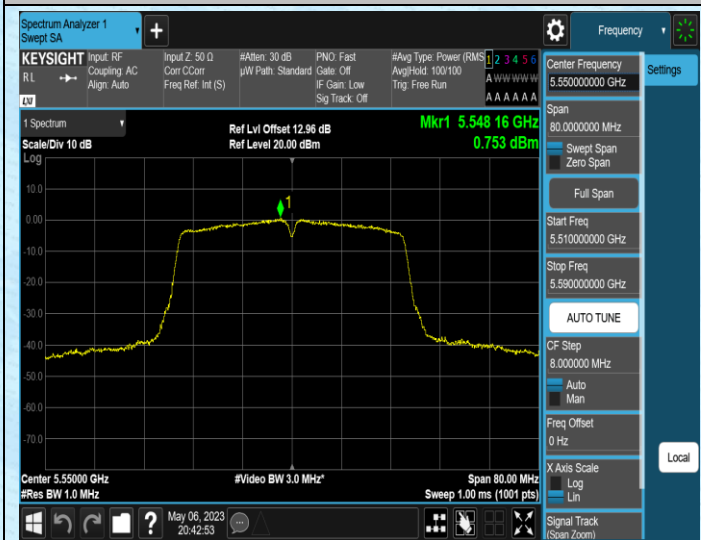 Spectrum Analyzer 1
Swept SA
+
Frequency
KEYSIGHT
R L
LXI
Input: RF
Coupling: AC
Align: Auto
Input Z: 50 Ω
Corr CCorr
Freq Ref: Int (S)
#Atten: 30 dB
µW Path: Standard
PNO: Fast
Gate: Off
IF Gain: Low
Sig Track: Off
#Avg Type: Power (RMS
Avg|Hold: 100/100
Trig: Free Run
1 2 3 4 5 6
A W W W W W
A A A A A A
1 Spectrum
Scale/Div 10 dB
Log
Ref Lvl Offset 12.96 dB
Ref Level 20.00 dBm
Mkr1 5.548 16 GHz
0.753 dBm
1
10.0
0.00
-10.0
-20.0
-30.0
-40.0
-50.0
-60.0
-70.0
Center 5.55000 GHz
#Res BW 1.0 MHz
#Video BW 3.0 MHz*
Span 80.00 MHz
Sweep 1.00 ms (1001 pts)
?
May 06, 2023
20:42:53
Center Frequency
5.550000000 GHz
Settings
Span
80.0000000 MHz
Swept Span
Zero Span
Full Span
Start Freq
5.510000000 GHz
Stop Freq
5.590000000 GHz
AUTO TUNE
CF Step
8.000000 MHz
Auto
Man
Freq Offset
0 Hz
X Axis Scale
Log
Lin
Local
Signal Track
(Span Zoom)